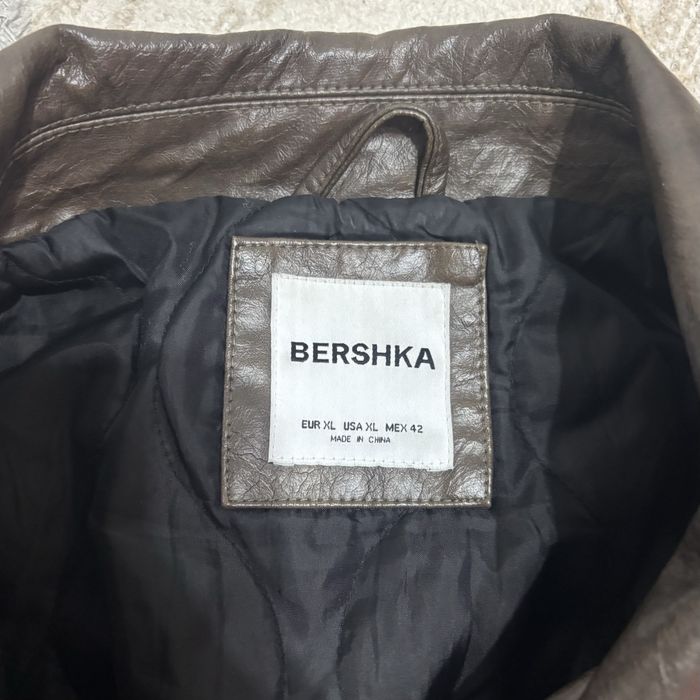 BERSHKA
EUR XL USA XL MEX 42
MADE IN CHINA